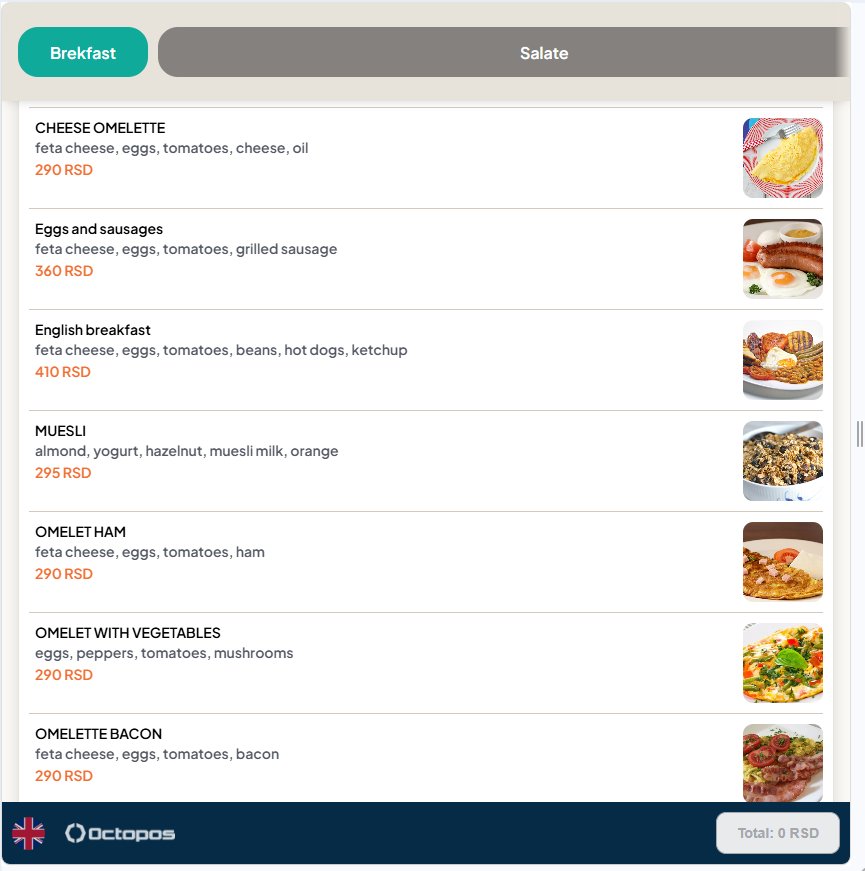 Brekfast
Salate
CHEESE OMELETTE
feta cheese, eggs, tomatoes, cheese, oil
290 RSD
Eggs and sausages
feta cheese, eggs, tomatoes, grilled sausage
360 RSD
English breakfast
feta cheese, eggs, tomatoes, beans, hot dogs, ketchup
410 RSD
MUESLI
almond, yogurt, hazelnut, muesli milk, orange
295 RSD
OMELET HAM
feta cheese, eggs, tomatoes, ham
290 RSD
OMELET WITH VEGETABLES
eggs, peppers, tomatoes, mushrooms
290 RSD
OMELETTE BACON
feta cheese, eggs, tomatoes, bacon
290 RSD
Octopos
Total: 0 RSD